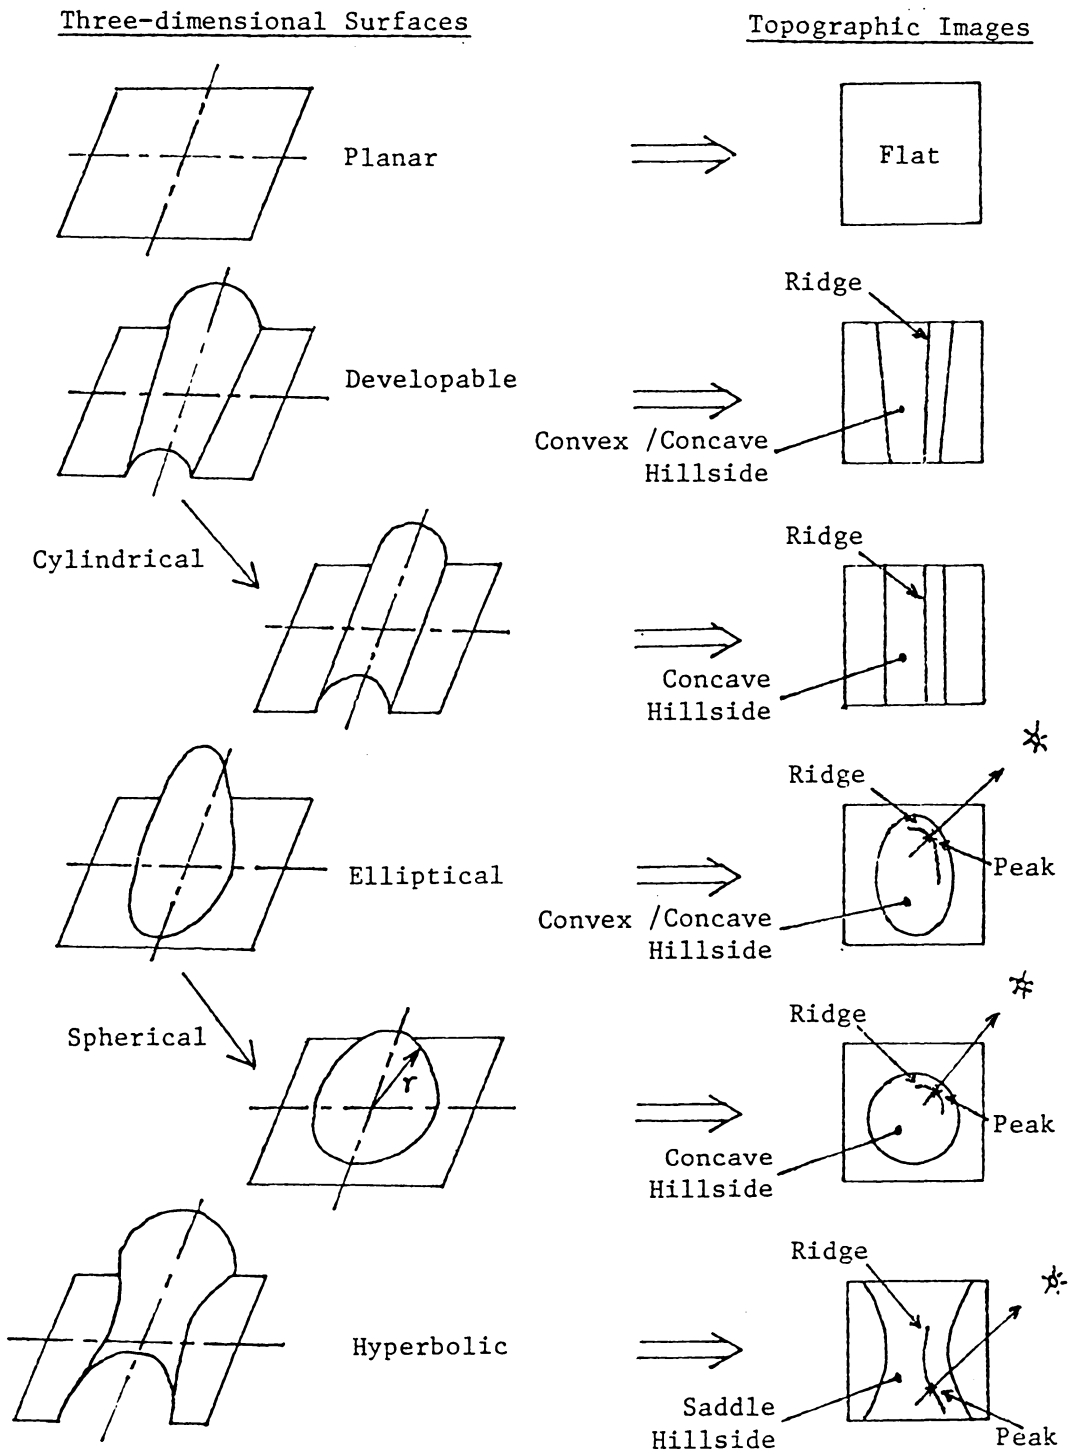 Three-dimensional Surfaces
Topographic Images
Planar
Flat
Developable
Ridge
Convex /Concave
Hillside
Cylindrical
Ridge
Concave
Hillside
Elliptical
Ridge
Peak
Convex /Concave
Hillside
Spherical
r
Ridge
Peak
Concave
Hillside
Hyperbolic
Ridge
Saddle
Hillside
Peak